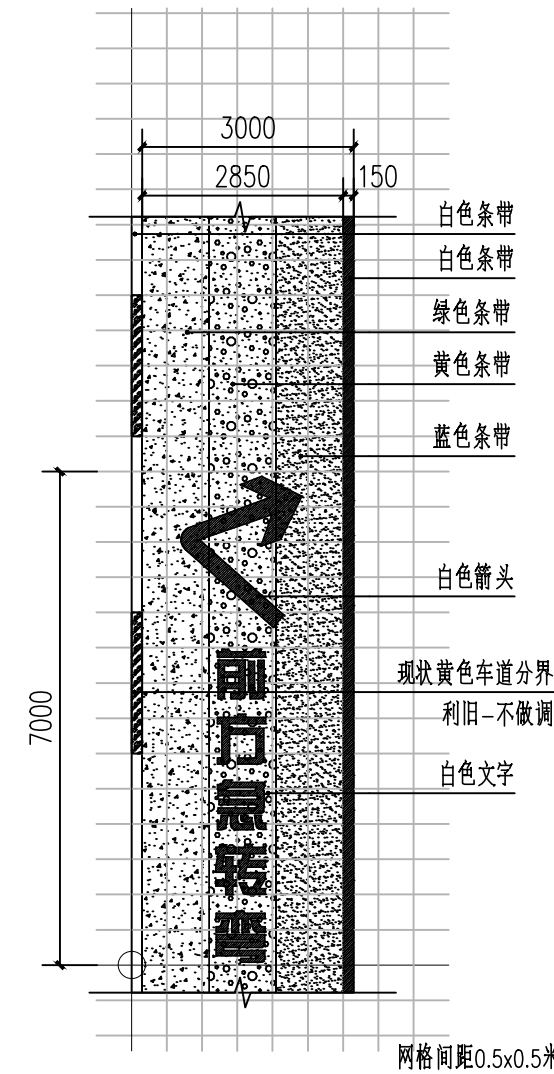 3000
2850
150
白色条带
白色条带
绿色条带
黄色条带
蓝色条带
白色箭头
现状黄色车道分界
利旧-不做调
7000
白色文字
前方急转弯
网格间距0.5x0.5米